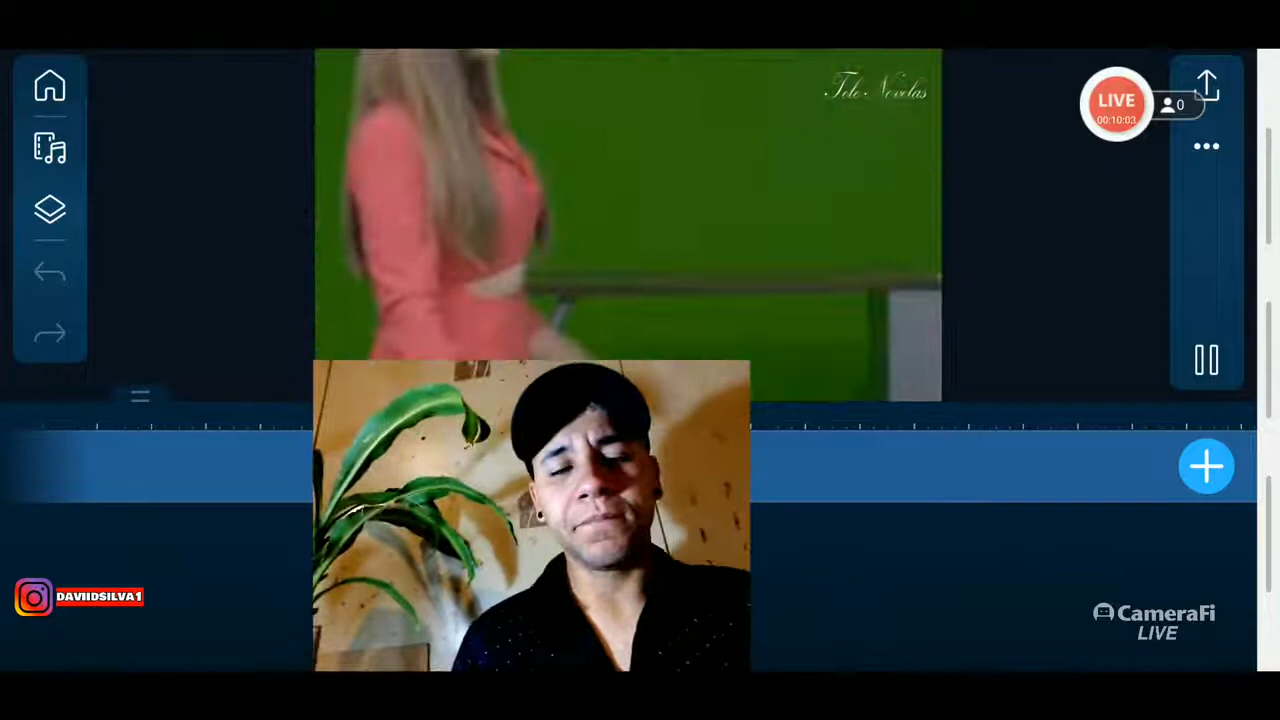 Tele Novelas
LIVE
00:10:03
0
DAVIIDSILVA1
CameraFi
LIVE